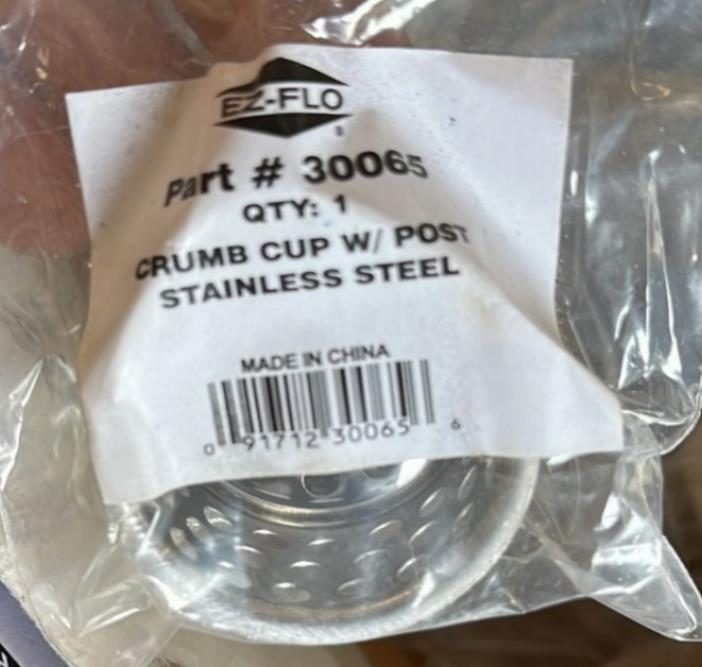 EZ-FLO
®
Part # 30065
QTY: 1
CRUMB CUP W/ POST
STAINLESS STEEL
MADE IN CHINA
0 91712 30065 6